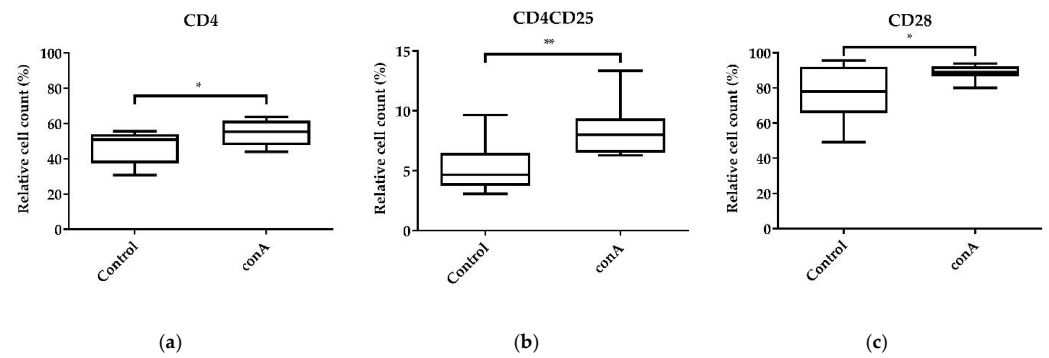 CD4
Relative cell count (%)
100
80
60
40
20
0
*
Control
conA
(a)
CD4CD25
Relative cell count (%)
15
10
5
0
**
Control
conA
(b)
CD28
Relative cell count (%)
100
80
60
40
20
0
*
Control
conA
(c)